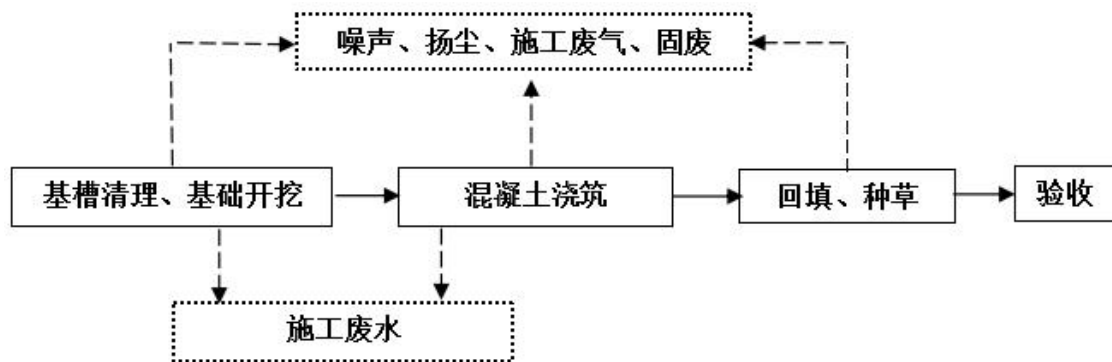 噪声、扬尘、施工废气、固废
基槽清理、基础开挖
混凝土浇筑
回填、种草
验收
施工废水